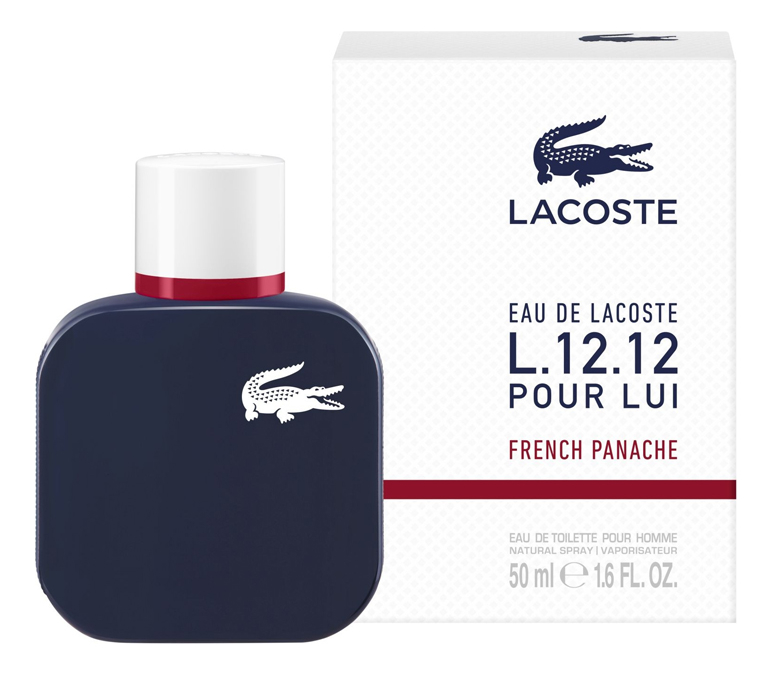 LACOSTE
EAU DE LACOSTE
L.12.12
POUR LUI
FRENCH PANACHE
EAU DE TOILETTE POUR HOMME
NATURAL SPRAY | VAPORISATEUR
50 ml ℮ 1.6 FL. OZ.